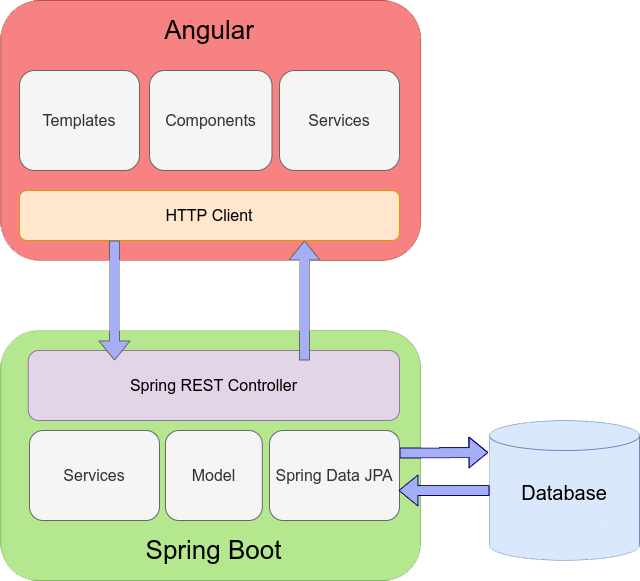 Angular
Templates
Components
Services
HTTP Client
Spring REST Controller
Services
Model
Spring Data JPA
Database
Spring Boot